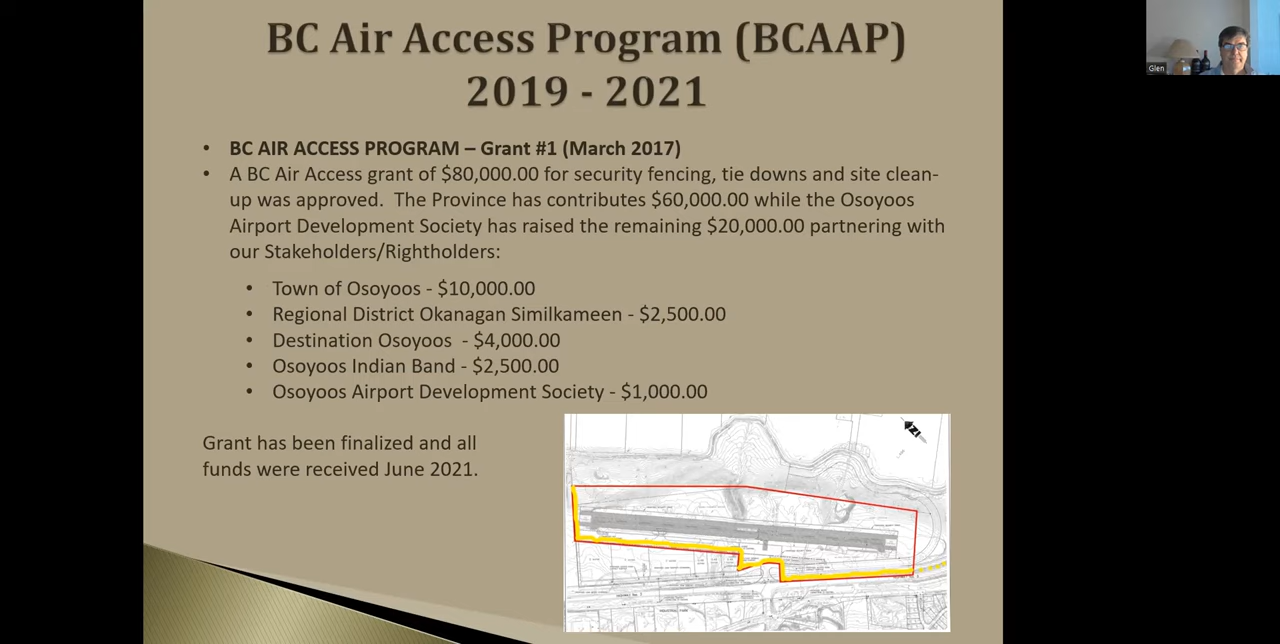 BC Air Access Program (BCAAP)
2019 - 2021
• BC AIR ACCESS PROGRAM – Grant #1 (March 2017)
• A BC Air Access grant of $80,000.00 for security fencing, tie downs and site clean-
up was approved. The Province has contributes $60,000.00 while the Osoyoos
Airport Development Society has raised the remaining $20,000.00 partnering with
our Stakeholders/Rightholders:
• Town of Osoyoos - $10,000.00
• Regional District Okanagan Similkameen - $2,500.00
• Destination Osoyoos - $4,000.00
• Osoyoos Indian Band - $2,500.00
• Osoyoos Airport Development Society - $1,000.00
Grant has been finalized and all
funds were received June 2021.
Glen
N